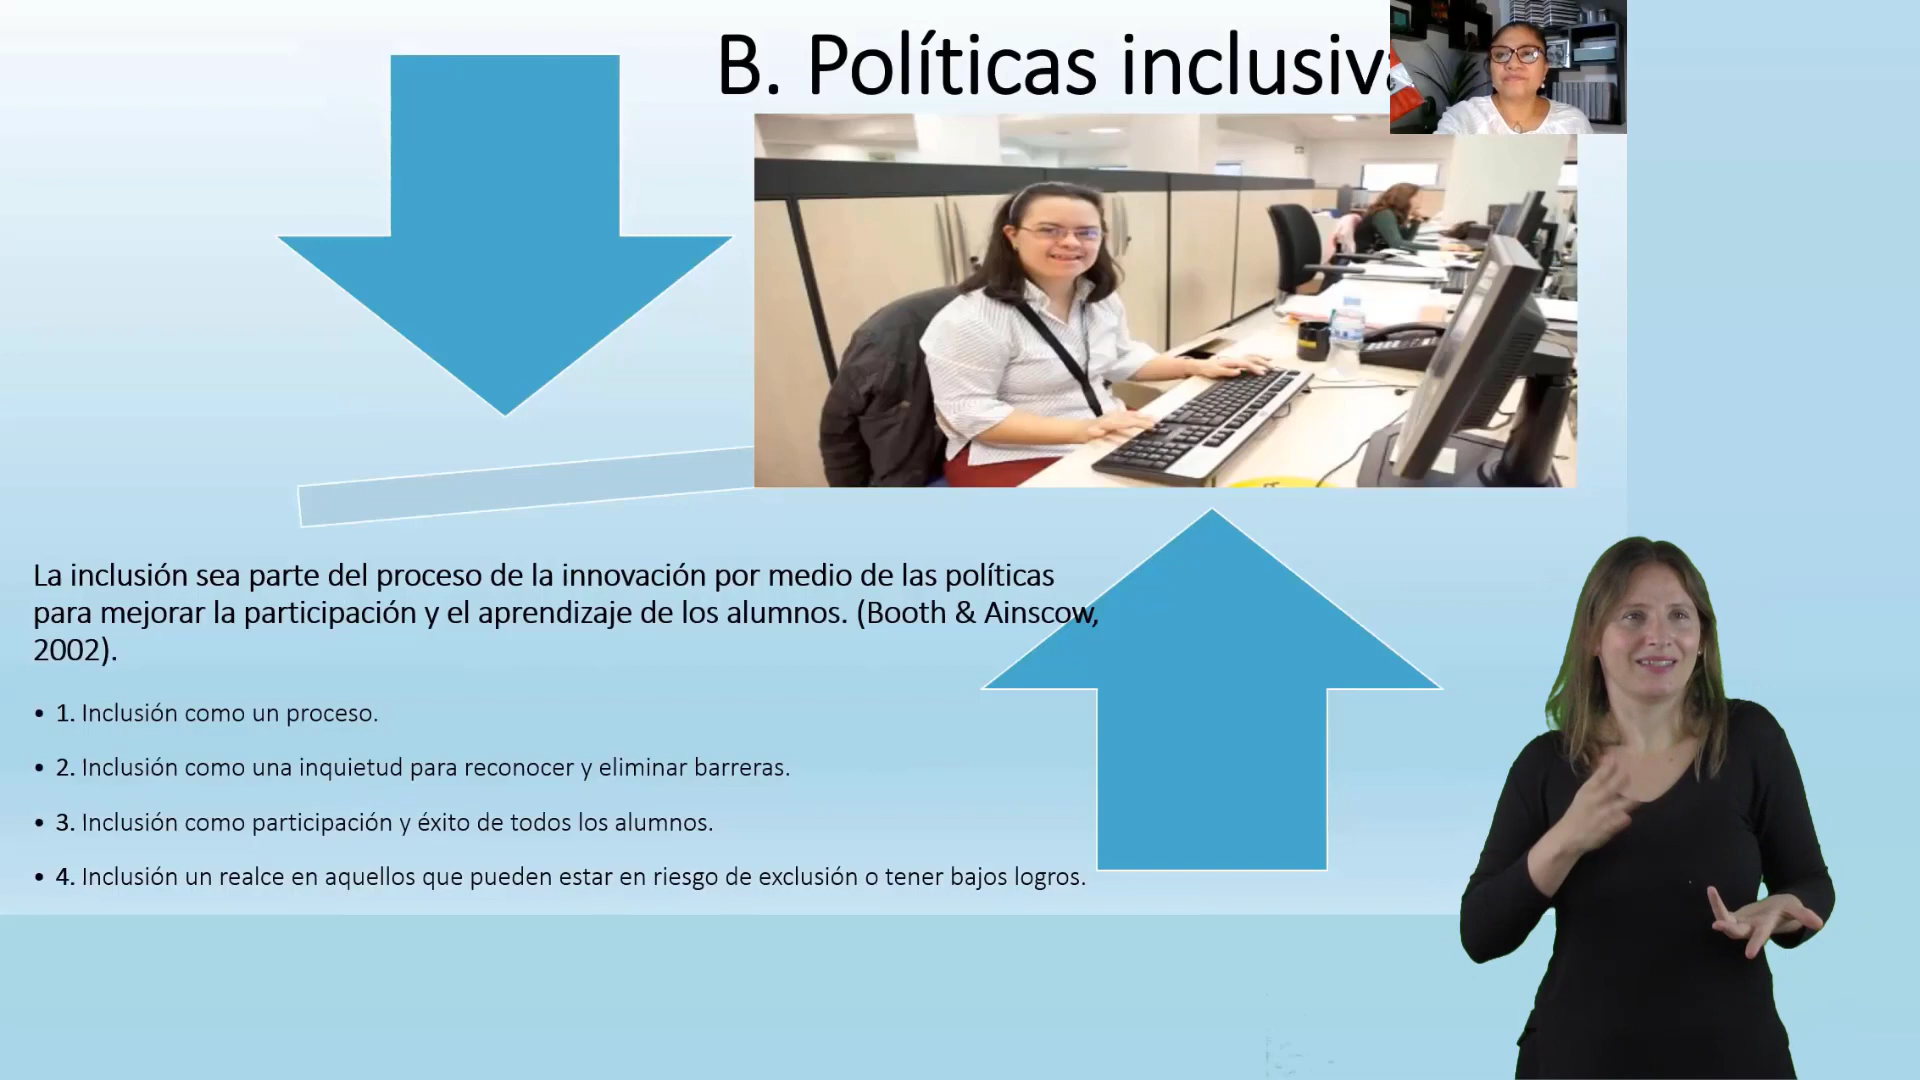 B. Políticas inclusiva
La inclusión sea parte del proceso de la innovación por medio de las políticas
para mejorar la participación y el aprendizaje de los alumnos. (Booth & Ainscow,
2002).
• 1. Inclusión como un proceso.
• 2. Inclusión como una inquietud para reconocer y eliminar barreras.
• 3. Inclusión como participación y éxito de todos los alumnos.
• 4. Inclusión un realce en aquellos que pueden estar en riesgo de exclusión o tener bajos logros.